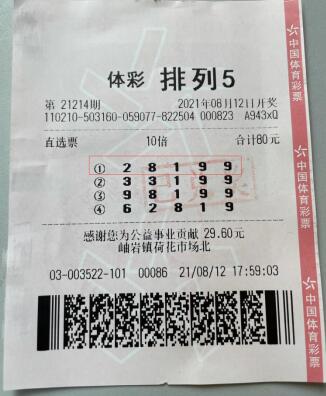 体彩 排列5
第 21214期 2021年08月12日开奖
110210-503160-059077-822504 000823 A943xQ
直选票 10倍 合计80元
① 2 8 1 9 9
② 3 3 1 9 9
③ 9 8 1 9 9
④ 6 2 8 1 9
感谢您为公益事业贡献 29.60元
岫岩镇荷花市场北
03-003522-101 00086 21/08/12 17:59:03
中国体育彩票
中国体育彩票
中国体育彩票